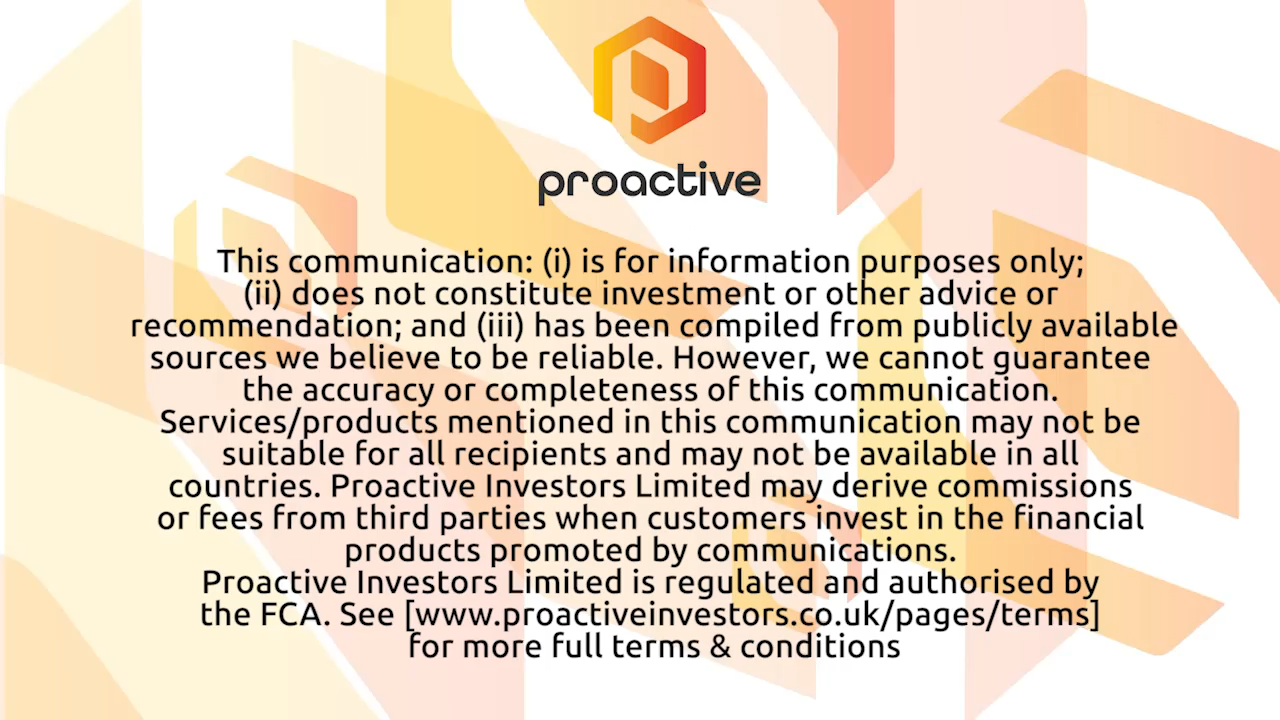 proactive
This communication: (i) is for information purposes only;
(ii) does not constitute investment or other advice or
recommendation; and (iii) has been compiled from publicly available
sources we believe to be reliable. However, we cannot guarantee
the accuracy or completeness of this communication.
Services/products mentioned in this communication may not be
suitable for all recipients and may not be available in all
countries. Proactive Investors Limited may derive commissions
or fees from third parties when customers invest in the financial
products promoted by communications.
Proactive Investors Limited is regulated and authorised by
the FCA. See [www.proactiveinvestors.co.uk/pages/terms]
for more full terms & conditions